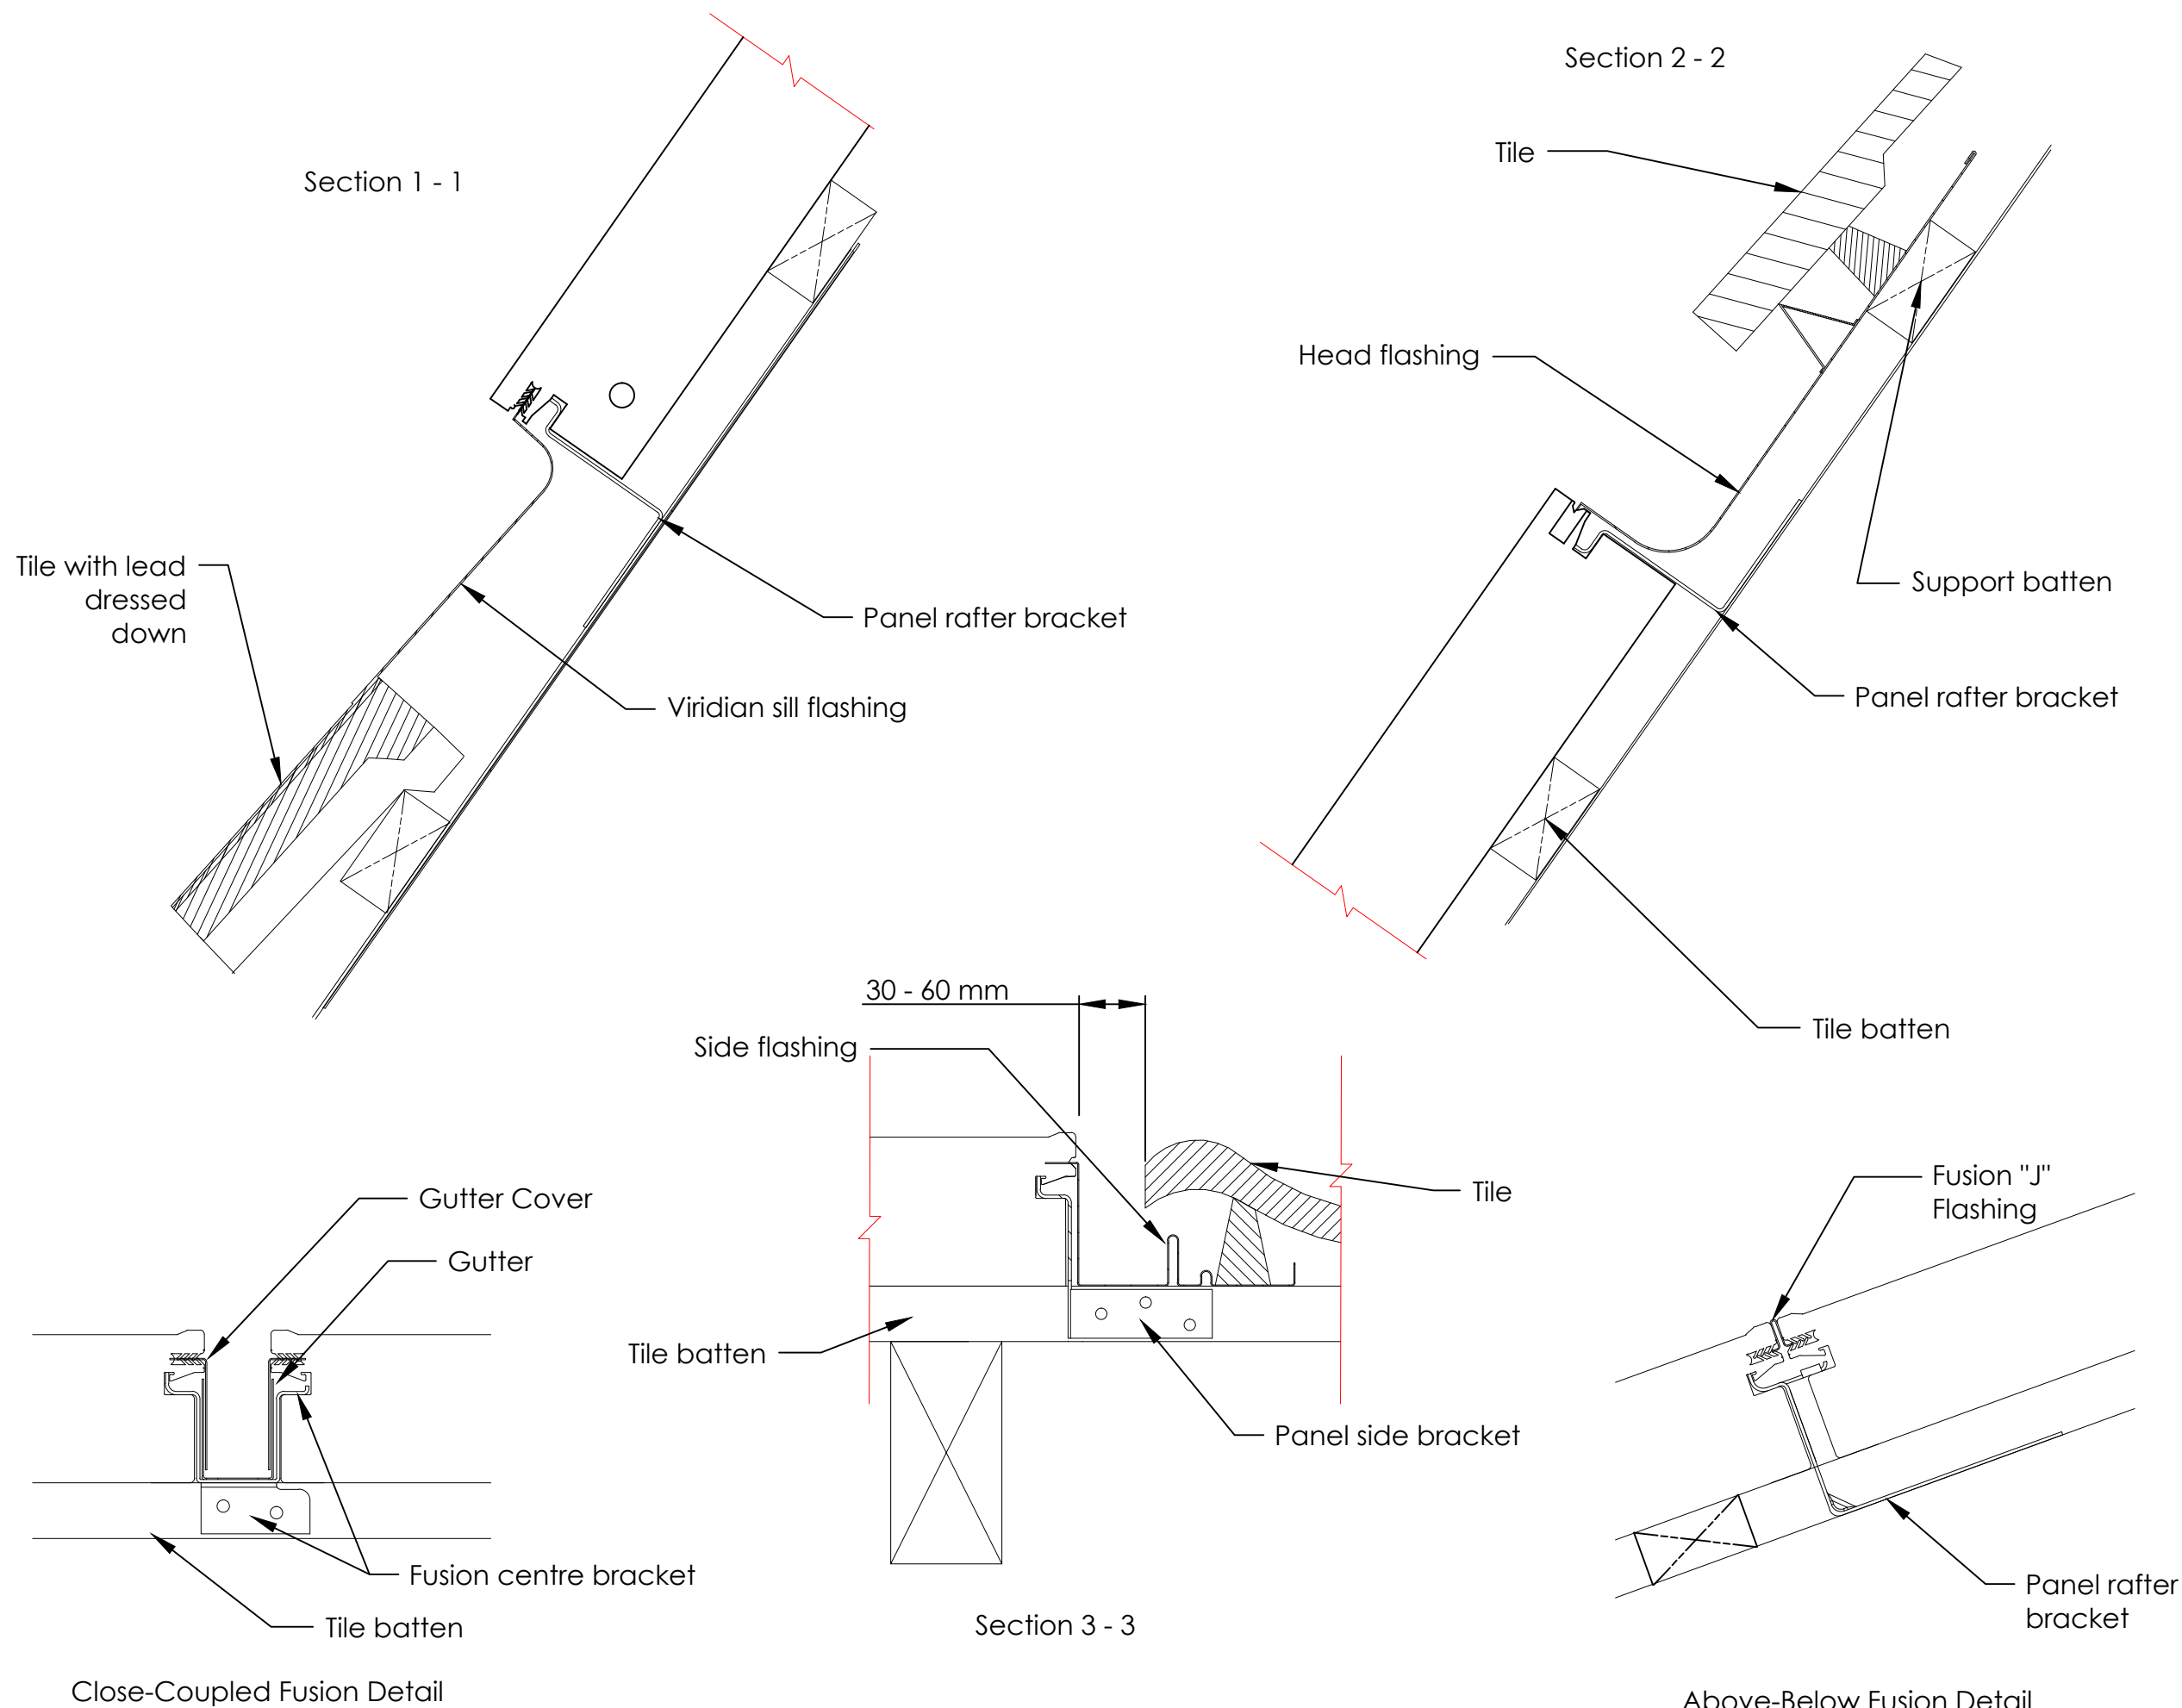 Section 1 - 1
Tile with lead
dressed
down
Panel rafter bracket
Viridian sill flashing
Section 2 - 2
Tile
Head flashing
Support batten
Panel rafter bracket
Tile batten
30 - 60 mm
Side flashing
Tile
Tile batten
Panel side bracket
Section 3 - 3
Gutter Cover
Gutter
Fusion centre bracket
Tile batten
Close-Coupled Fusion Detail
Fusion "J"
Flashing
Panel rafter
bracket
Above-Below Fusion Detail